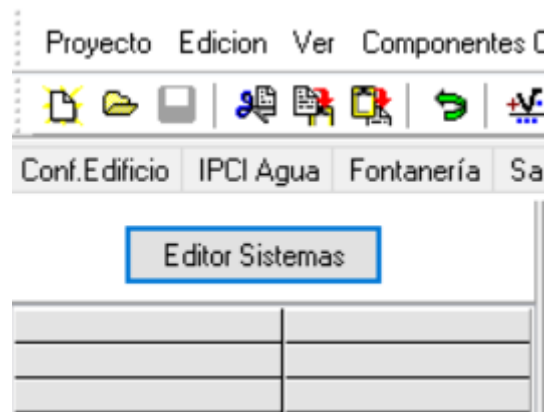 Proyecto Edicion Ver Componentes
Conf.Edificio IPCI Agua Fontanería
Editor Sistemas